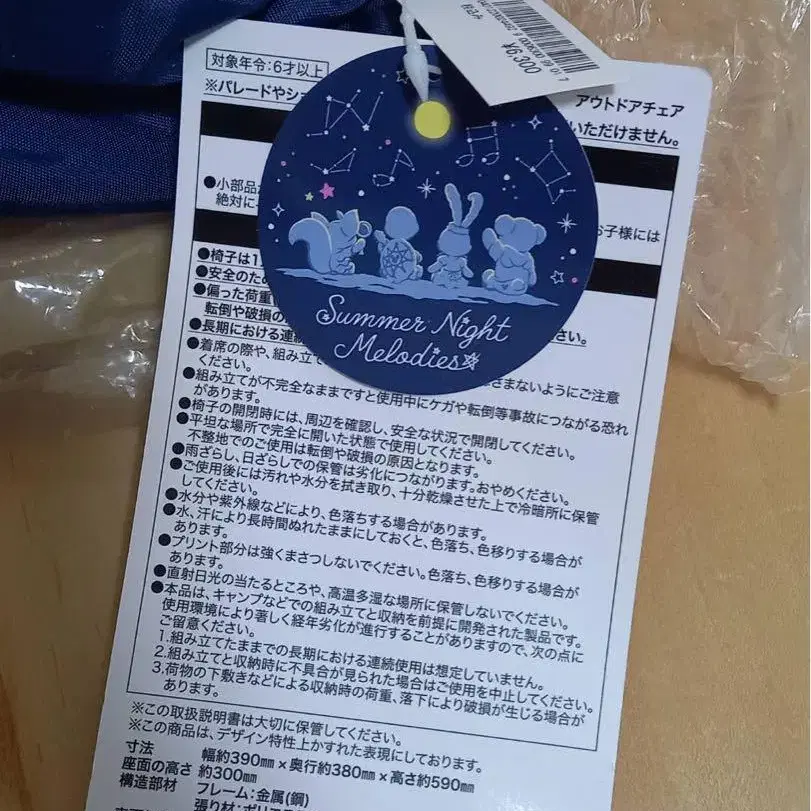 ¥6,300
対象年令:6才以上
アウトドアチェア
※パレードやショ
いただけません。
●小部品
お子様には
絶対に
●椅子は1
●安全のため
●偏った荷重
転倒や破損の
さい。
●長期における連続
●着席の際や、組み立て
さまないようにご注意
ください。
●組み立てが不完全なままですと使用中にケガや転倒等事故につながる恐れ
があります。
●椅子の開閉時には、周辺を確認し、安全な状況で開閉してください。
●平坦な場所で完全に開いた状態で使用してください。
不整地でのご使用は転倒や破損の原因となります。
●雨ざらし、日ざらしでの保管は劣化につながります。おやめください。
●ご使用後には汚れや水分を拭き取り、十分乾燥させた上で冷暗所に保管
してください。
●水分や紫外線などにより、色落ちする場合があります。
●水、汗により長時間ぬれたままにしておくと、色落ち、色移りする場合が
あります。
●プリント部分は強くまさつしないでください。色落ち、色移りする場合が
あります。
●直射日光の当たるところや、高温多湿な場所に保管しないでください。
●本品は、キャンプなどでの組み立てと収納を前提に開発された製品です。
使用環境により著しく経年劣化が進行することがありますので、次の点に
ご留意ください。
1.組み立てたままでの長期における連続使用は想定していません。
2.組み立てと収納時に不具合が見られた場合はご使用を中止してください。
3.荷物の下敷きなどによる収納時の荷重、落下により破損が生じる場合が
あります。
※この取扱説明書は大切に保管してください。
※この商品は、デザイン特性上かすれた表現にしております。
寸法 幅約390㎜×奥行約380㎜×高さ約590㎜
座面の高さ 約300㎜
構造部材 フレーム:金属(鋼)
張り材:ポリエ
Summer Night
Melodies